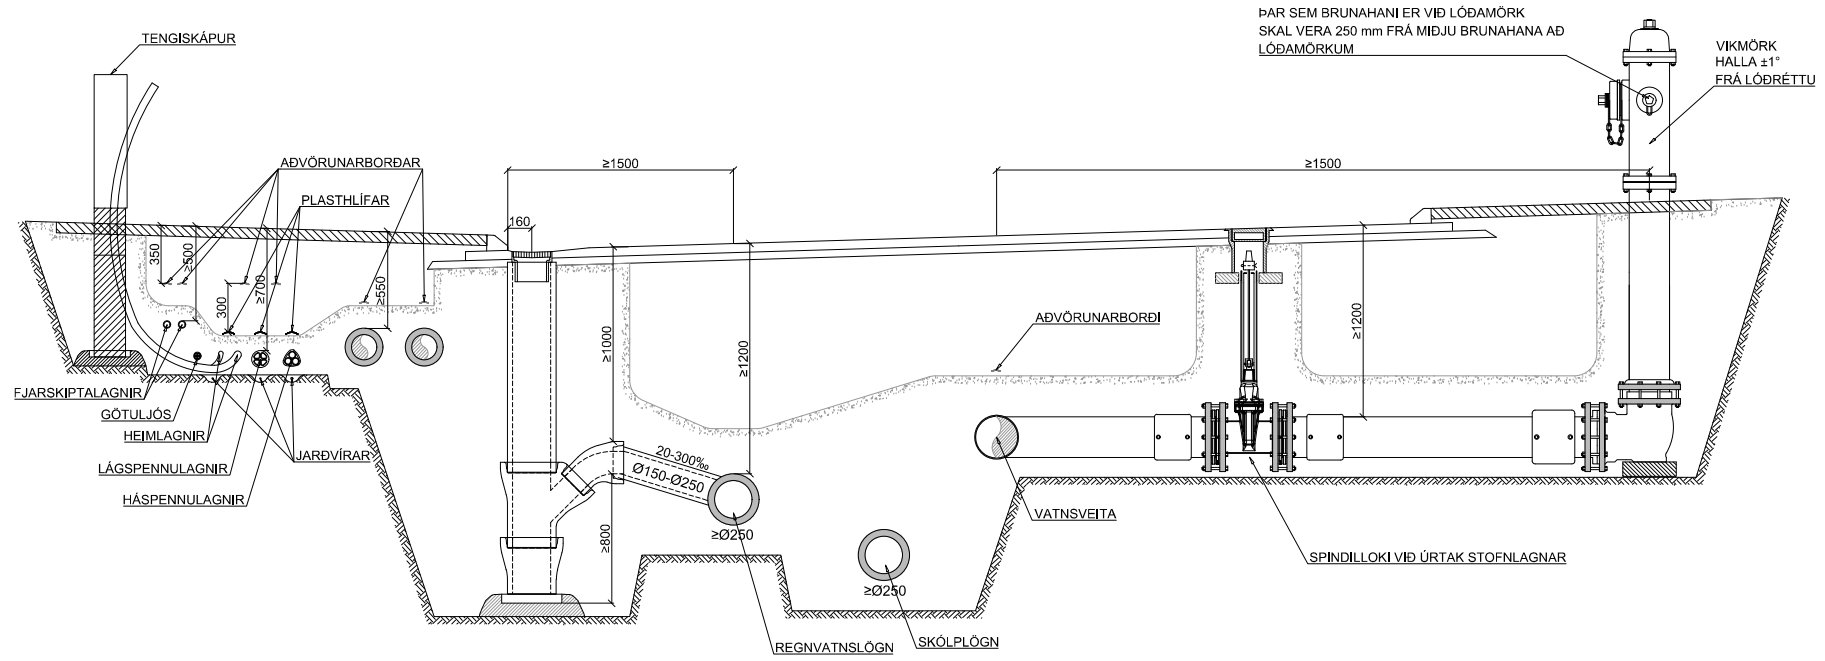 ÞAR SEM BRUNAHANI ER VIÐ LÓÐAMÖRK
SKAL VERA 250 mm FRÁ MIÐJU BRUNAHANA AÐ
LÓÐAMÖRKUM
TENGISKÁPUR
VIKMÖRK
HALLA ±1°
FRÁ LÓÐRÉTTU
AÐVÖRUNARBORÐAR
≥1500
≥1500
PLASTHLÍFAR
160
350
≥500
≥700
300
≥550
≥1000
≥1200
≥1200
AÐVÖRUNARBORÐI
FJARSKIPTALAGNIR
GÖTULJÓS
HEIMLAGNIR
JARÐVÍRAR
LÁGSPENNULAGNIR
HÁSPENNULAGNIR
20-300‰
Ø150-Ø250
≥800
≥Ø250
VATNSVEITA
SPINDILLOKI VIÐ ÚRTAK STOFNLAGNAR
≥Ø250
REGNVATNSLÖGN
SKÓLPLÖGN